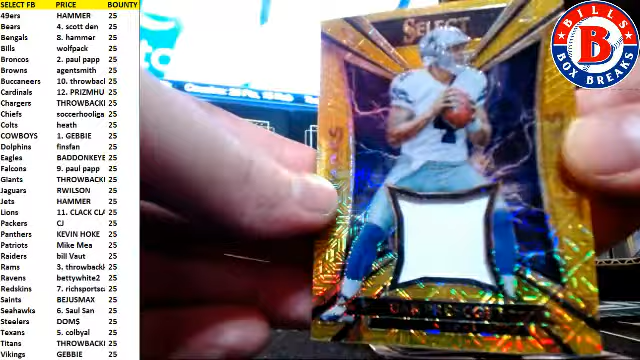 SELECT FB PRICE BOUNTY
49ers HAMMER 25
Bears 4. scott den 25
Bengals 8. hammer 25
Bills wolfpack 25
Broncos 2. paul papp 25
Browns agentsmith 25
Buccaneers 10. throwbacl 25
Cardinals 12. PRIZMHU 25
Chargers THROWBACKI 25
Chiefs soccerhooliga 25
Colts heath 25
COWBOYS 1. GEBBIE 25
Dolphins finsfan 25
Eagles BADDONKEYE 25
Falcons 9. paul papp 25
Giants THROWBACKI 25
Jaguars RWILSON 25
Jets HAMMER 25
Lions 11. CLACK CLA 25
Packers CJ 25
Panthers KEVIN HOKE 25
Patriots Mike Mea 25
Raiders bill Vaut 25
Rams 3. throwbackl 25
Ravens bettywhite2 25
Redskins 7. richsportsc 25
Saints BEJUSMAX 25
Seahawks 6. Saul San 25
Steelers DOMS 25
Texans 5. colbyal 25
Titans THROWBACKI 25
Vikings GEBBIE 25
SELECT
4
BILLS
B
BOX BREAKS